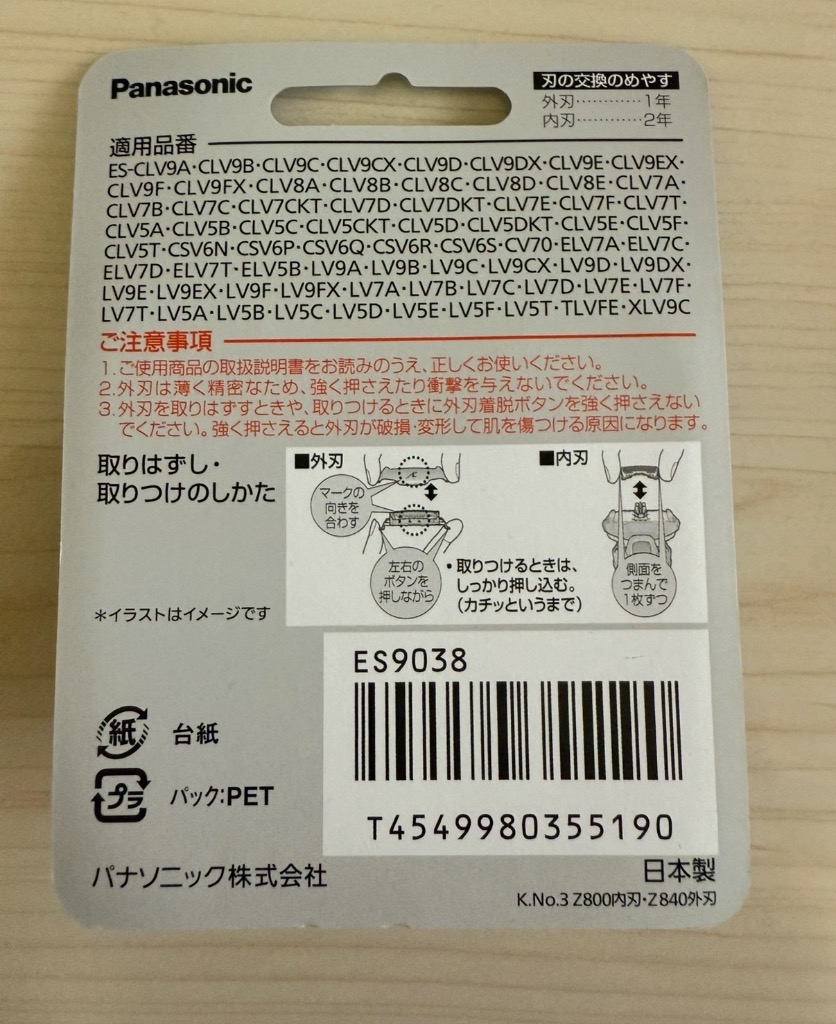 Panasonic
刃の交換のめやす
外刃…………1年
内刃…………2年
適用品番
ES-CLV9A・CLV9B・CLV9C・CLV9CX・CLV9D・CLV9DX・CLV9E・CLV9EX・
CLV9F・CLV9FX・CLV8A・CLV8B・CLV8C・CLV8D・CLV8E・CLV7A・
CLV7B・CLV7C・CLV7CKT・CLV7D・CLV7DKT・CLV7E・CLV7F・CLV7T・
CLV5A・CLV5B・CLV5C・CLV5CKT・CLV5D・CLV5DKT・CLV5E・CLV5F・
CLV5T・CSV6N・CSV6P・CSV6Q・CSV6R・CSV6S・CV70・ELV7A・ELV7C・
ELV7D・ELV7T・ELV5B・LV9A・LV9B・LV9C・LV9CX・LV9D・LV9DX・
LV9E・LV9EX・LV9F・LV9FX・LV7A・LV7B・LV7C・LV7D・LV7E・LV7F・
LV7T・LV5A・LV5B・LV5C・LV5D・LV5E・LV5F・LV5T・TLVFE・XLV9C
ご注意事項
1.ご使用商品の取扱説明書をお読みのうえ、正しくお使いください。
2.外刃は薄く精密なため、強く押さえたり衝撃を与えないでください。
3.外刃を取りはずすときや、取りつけるときに外刃着脱ボタンを強く押さえない
でください。強く押さえると外刃が破損・変形して肌を傷つける原因になります。
取りはずし・
取りつけのしかた
＊イラストはイメージです
■外刃
マークの
向きを
合わす
左右の
ボタンを
押しながら
・取りつけるときは、
しっかり押し込む。
(カチッというまで)
■内刃
側面を
つまんで
1枚ずつ
ES9038
T4549980355190
紙 台紙
プラ パック:PET
パナソニック株式会社
日本製
K.No.3 Z800内刃・Z840外刃